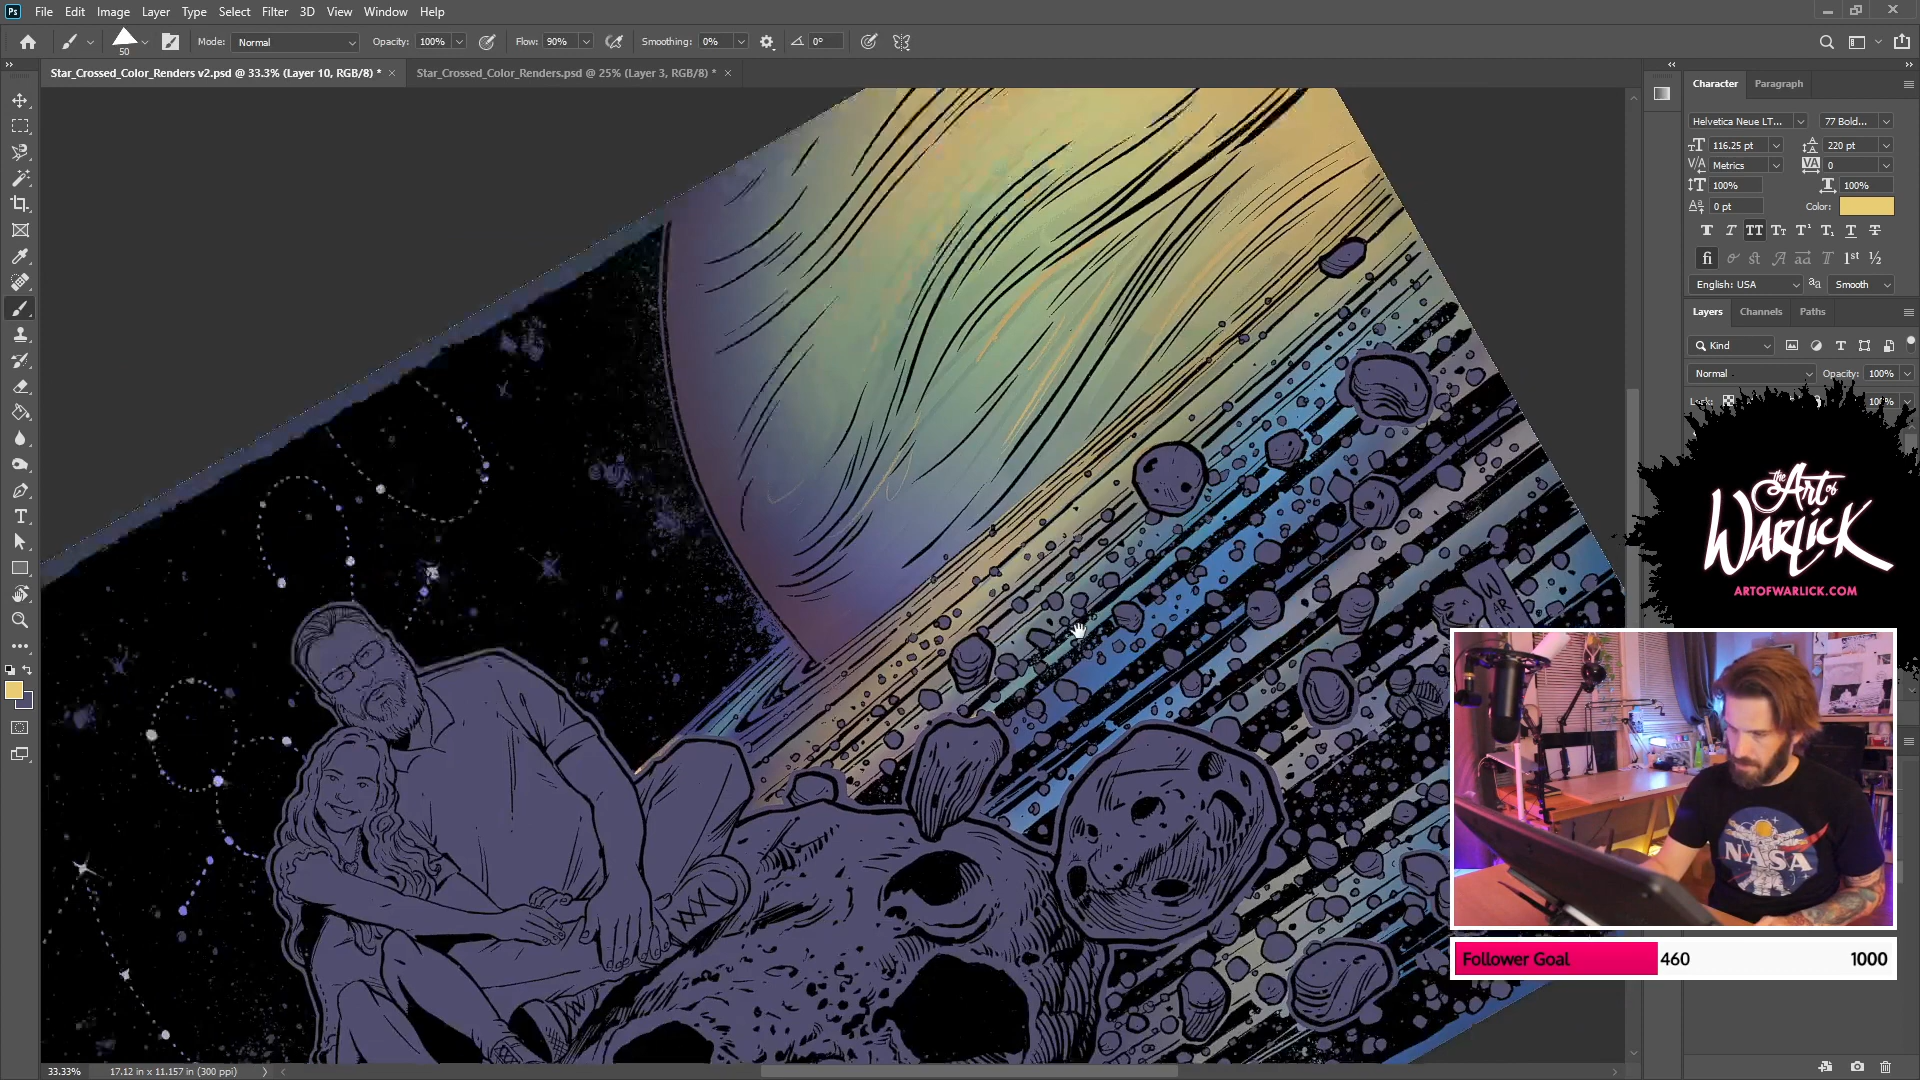 Ps File Edit Image Layer Type Select Filter 3D View Window Help
50 Mode: Normal Opacity: 100% Flow: 90% Smoothing: 0% 0°
Star_Crossed_Color_Renders v2.psd @ 33.3% (Layer 10, RGB/8) * × Star_Crossed_Color_Renders.psd @ 25% (Layer 3, RGB/8) * ×
Character Paragraph
Helvetica Neue LT... 77 Bold...
116.25 pt 220 pt
Metrics 0
100% 100%
0 pt Color:
English: USA Smooth
Layers Channels Paths
Kind
Normal Opacity: 100%
Lock: 100%
the Art of
Warlick
ARTOFWARLICK.COM
NASA
Follower Goal 460 1000
33.33% 17.12 in x 11.157 in (300 ppi)